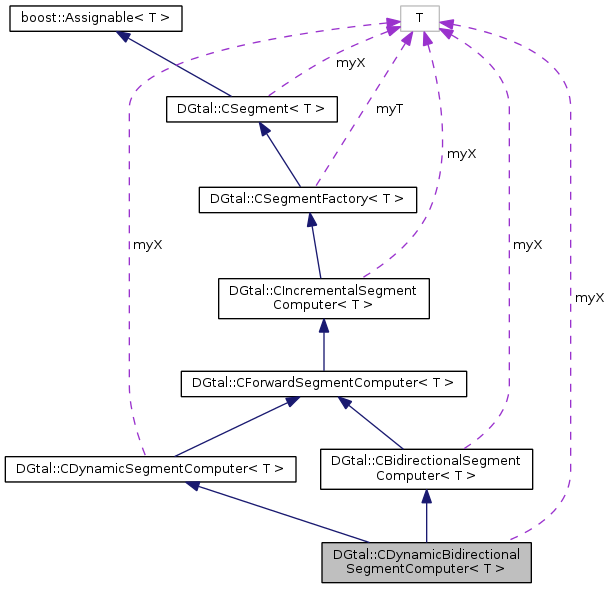 boost::Assignable< T >
T
myX
DGtal::CSegment< T >
myT
myX
DGtal::CSegmentFactory< T >
myX
myX
myX
DGtal::CIncrementalSegment
Computer< T >
DGtal::CForwardSegmentComputer< T >
DGtal::CDynamicSegmentComputer< T >
DGtal::CBidirectionalSegment
Computer< T >
DGtal::CDynamicBidirectional
SegmentComputer< T >